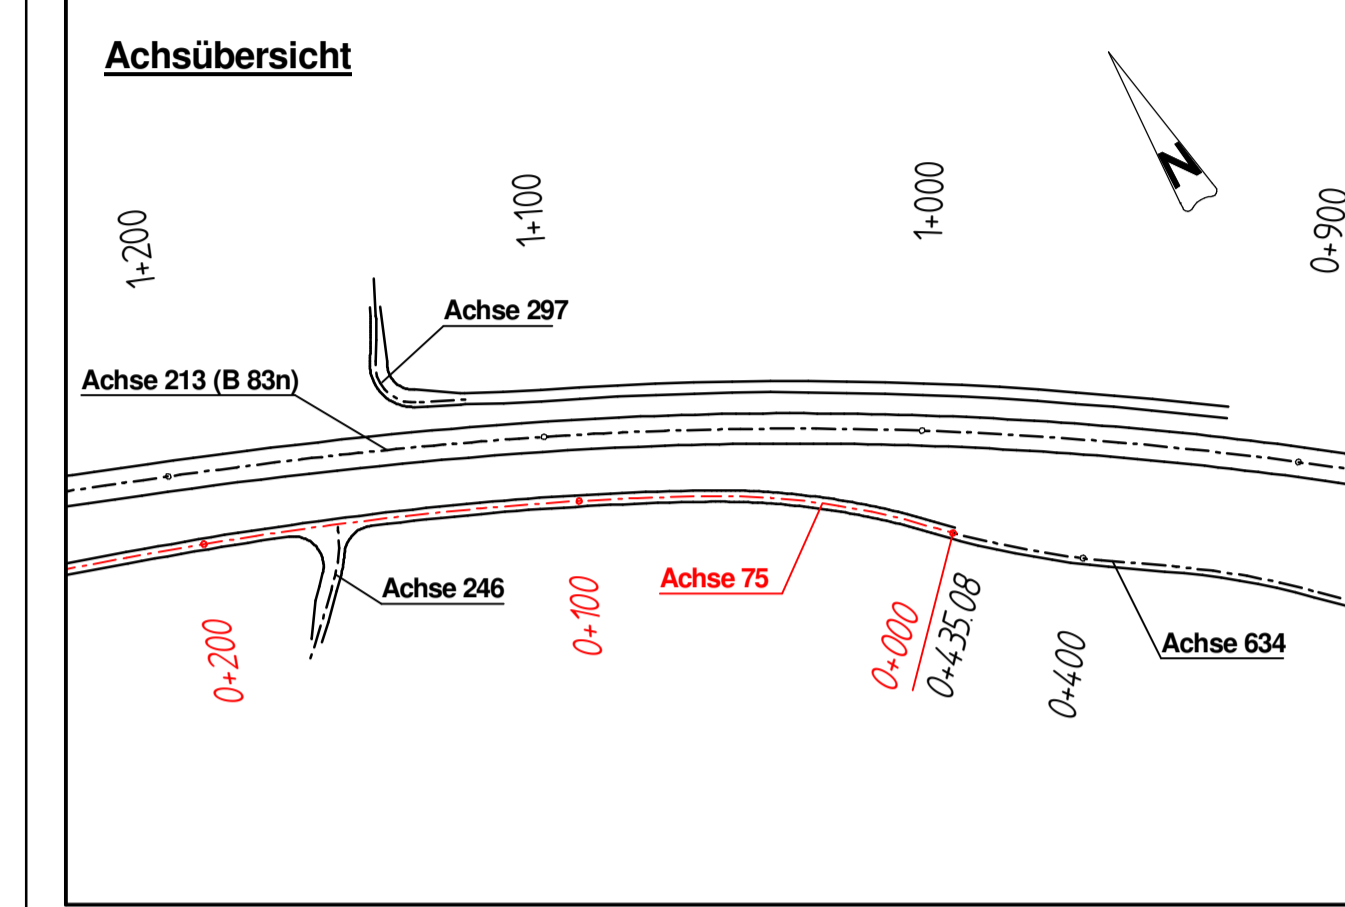 Achsübersicht
N
1+200
1+100
1+000
0+900
Achse 297
Achse 213 (B 83n)
Achse 246
Achse 75
Achse 634
0+200
0+100
0+000
0+435.08
0+400